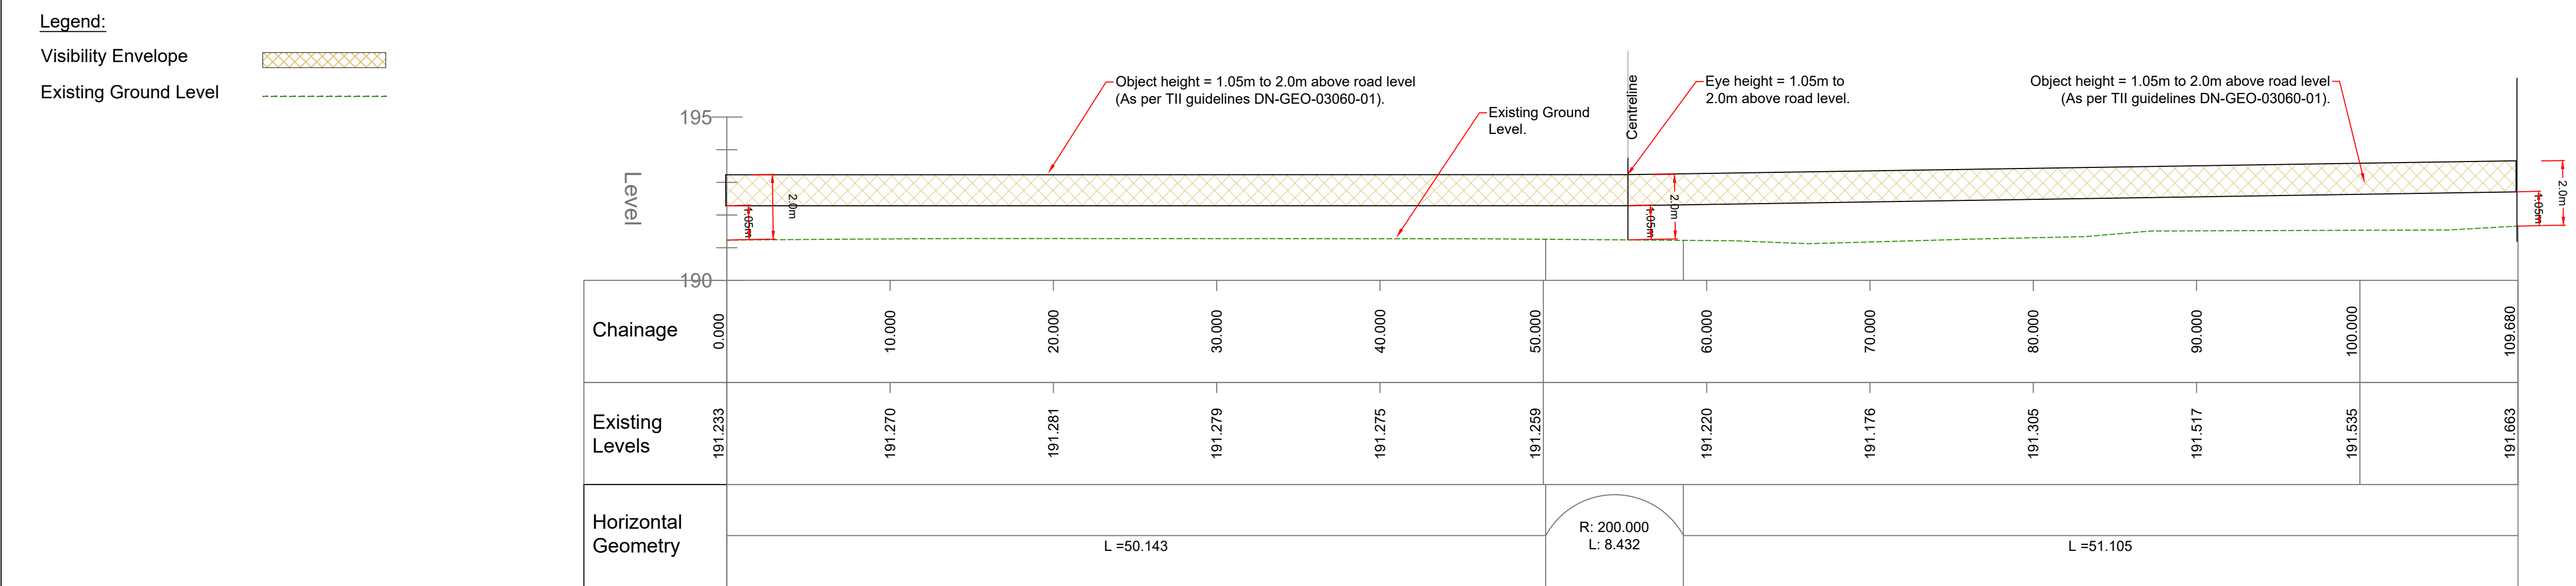 Legend:
Visibility Envelope
Existing Ground Level
Object height = 1.05m to 2.0m above road level
(As per TII guidelines DN-GEO-03060-01).
Existing Ground
Level.
Centreline
Eye height = 1.05m to
2.0m above road level.
Object height = 1.05m to 2.0m above road level
(As per TII guidelines DN-GEO-03060-01).
195
Level
190
1.05m
2.0m
1.05m
2.0m
1.05m
2.0m
Chainage
0.000
10.000
20.000
30.000
40.000
50.000
60.000
70.000
80.000
90.000
100.000
109.680
Existing
Levels
191.233
191.270
191.281
191.279
191.275
191.259
191.220
191.176
191.305
191.517
191.535
191.663
Horizontal
Geometry
L =50.143
R: 200.000
L: 8.432
L =51.105